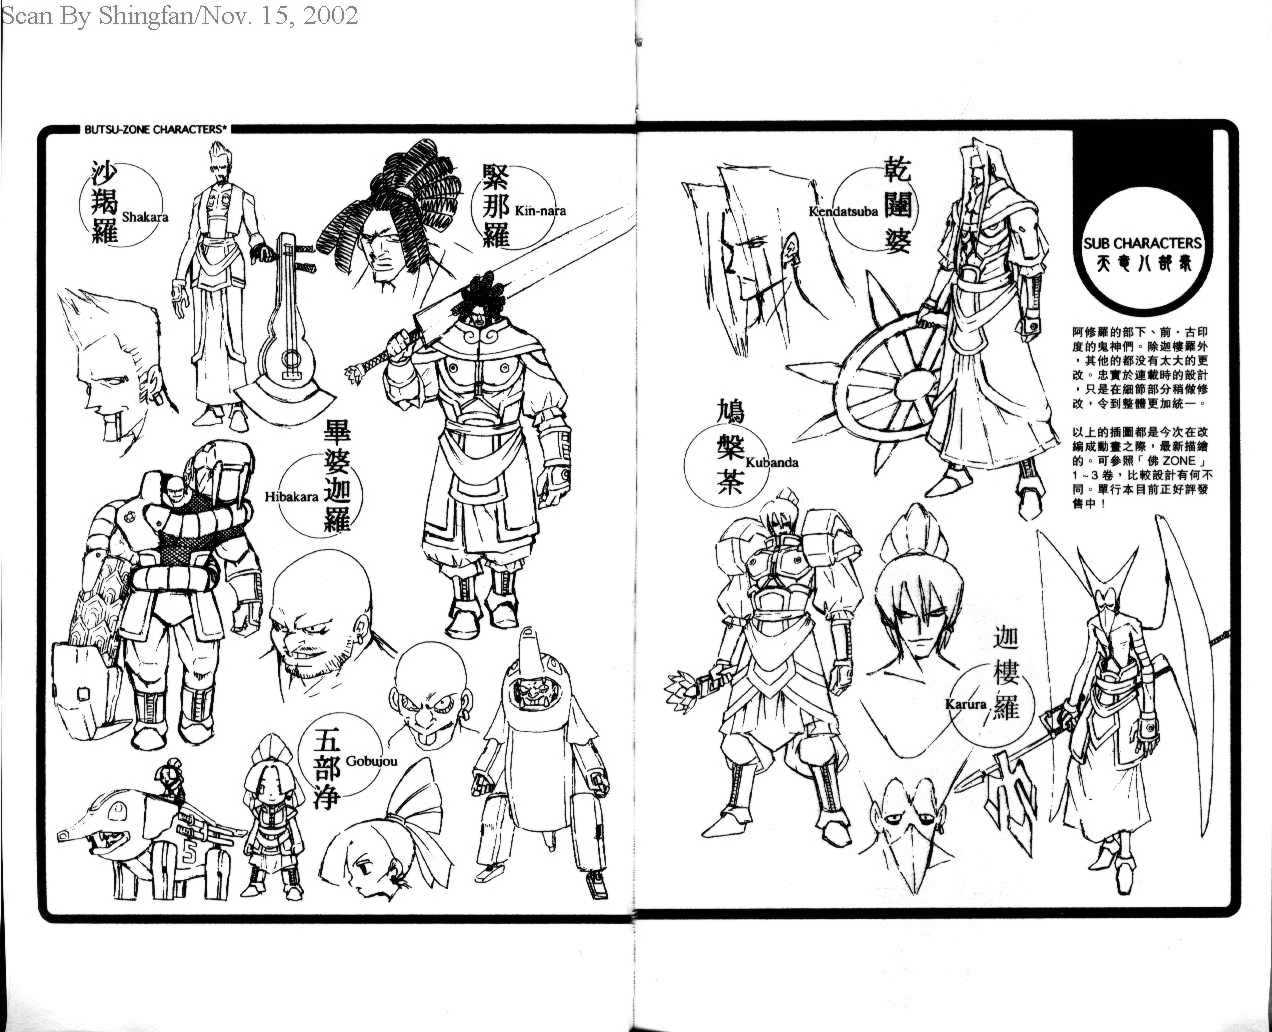 Scan By Shingfan/Nov. 15, 2002
BUTSU-ZONE CHARACTERS*
沙羯羅
Shakara
緊那羅
Kin-nara
畢婆迦羅
Hibakara
五部浄
Gobujou
5
乾闥婆
Kendatsuba
鳩槃荼
Kubanda
迦樓羅
Karura
SUB CHARACTERS
天竜八部衆
阿修羅的部下、前‧古印
度的鬼神們。除迦樓羅外
，其他的都没有太大的更
改。忠實於連載時的設計
，只是在細節部分稍做修
改，令到整體更加統一。
以上的插圖都是今次在改
編成動畫之際，最新描繪
的。可參照「佛 ZONE」
1～3 卷，比較設計有何不
同。單行本目前正好評發
售中！